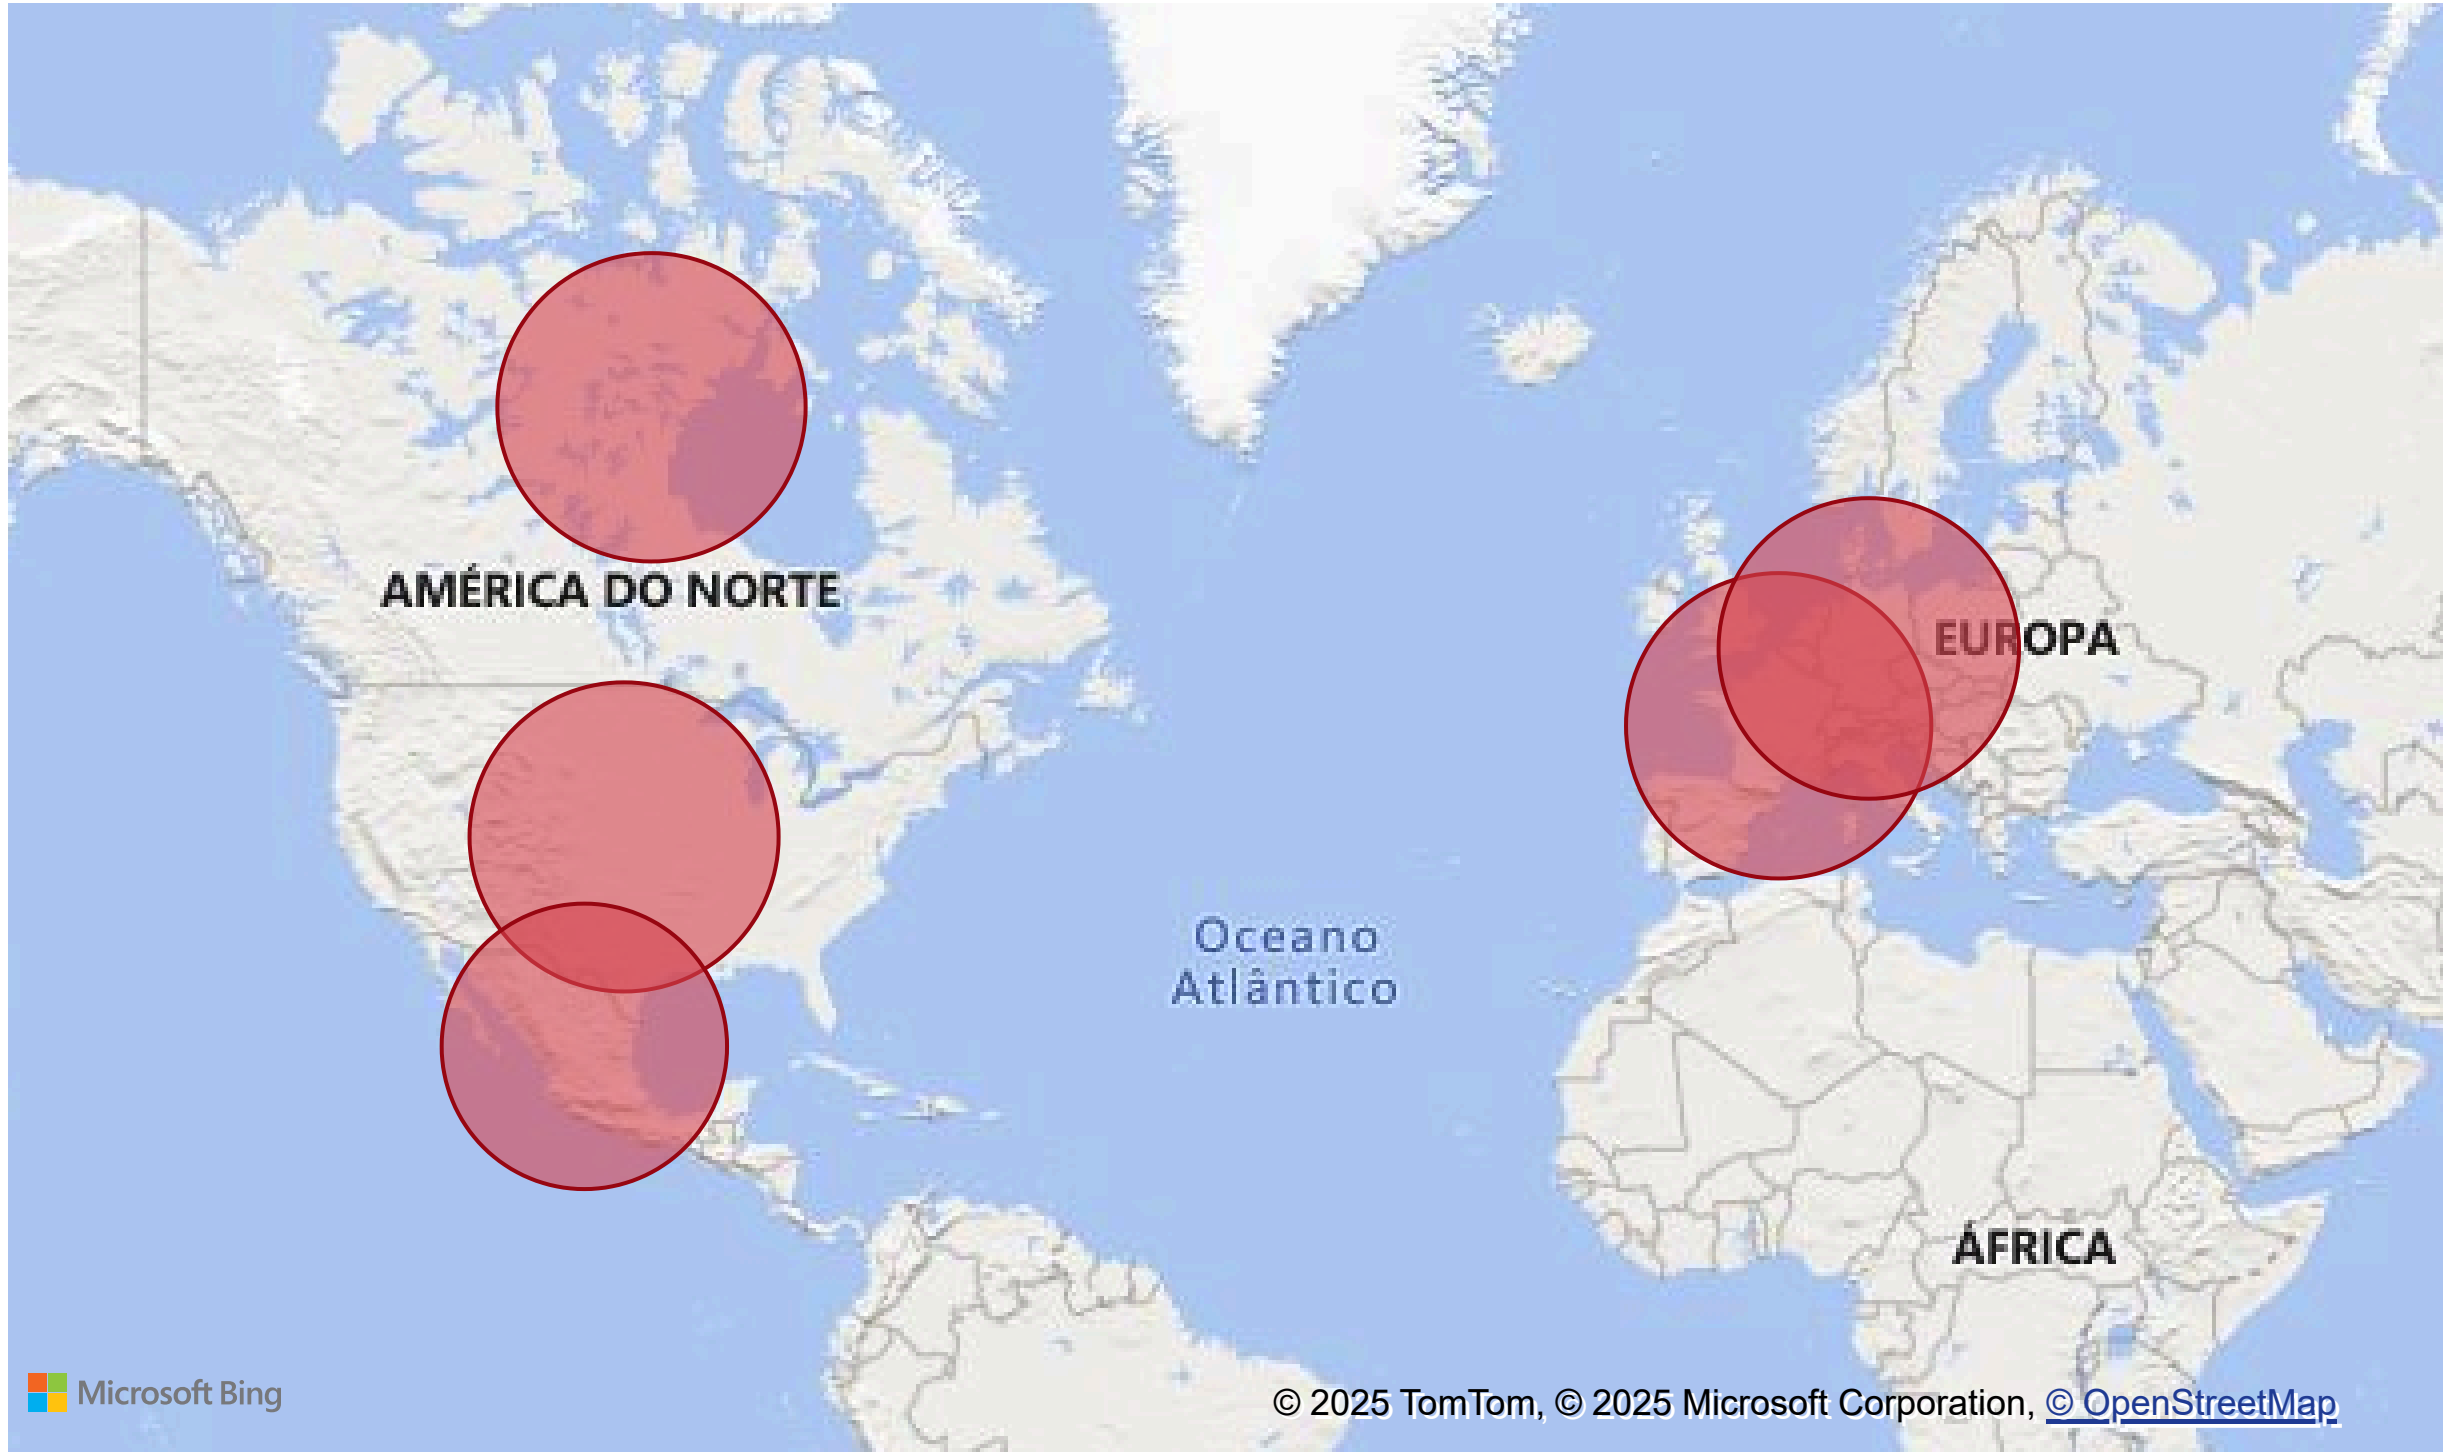 AMÉRICA DO NORTE
EUROPA
Oceano
Atlântico
ÁFRICA
Microsoft Bing
© 2025 TomTom, © 2025 Microsoft Corporation, © OpenStreetMap